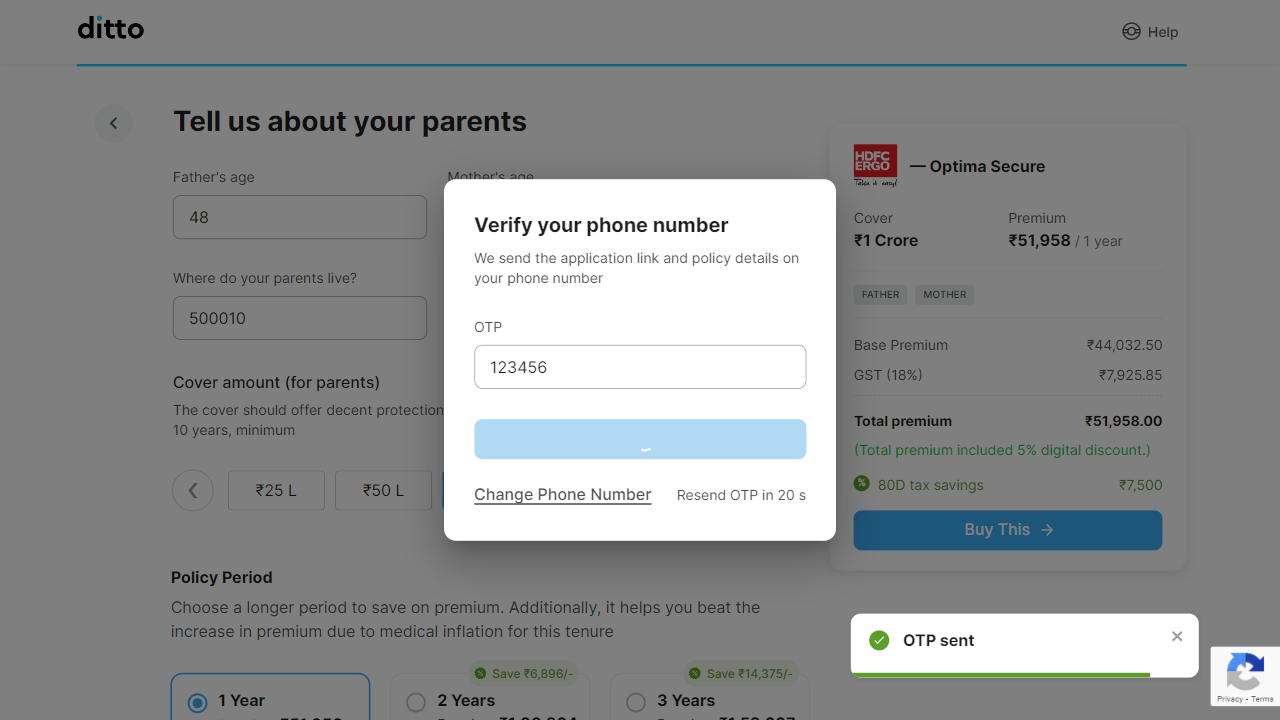 ditto
Help
Tell us about your parents
Father's age
Mother's age
48
Where do your parents live?
500010
Cover amount (for parents)
The cover should offer decent protection
10 years, minimum
₹25 L
₹50 L
Policy Period
Choose a longer period to save on premium. Additionally, it helps you beat the
increase in premium due to medical inflation for this tenure
Save ₹6,896/-
Save ₹14,375/-
1 Year
2 Years
3 Years
Verify your phone number
We send the application link and policy details on
your phone number
OTP
123456
Change Phone Number
Resend OTP in 20 s
HDFC
ERGO
Take it easy!
— Optima Secure
Cover
Premium
₹1 Crore
₹51,958 / 1 year
FATHER
MOTHER
Base Premium
₹44,032.50
GST (18%)
₹7,925.85
Total premium
₹51,958.00
(Total premium included 5% digital discount.)
80D tax savings
₹7,500
Buy This
OTP sent
Privacy - Terms